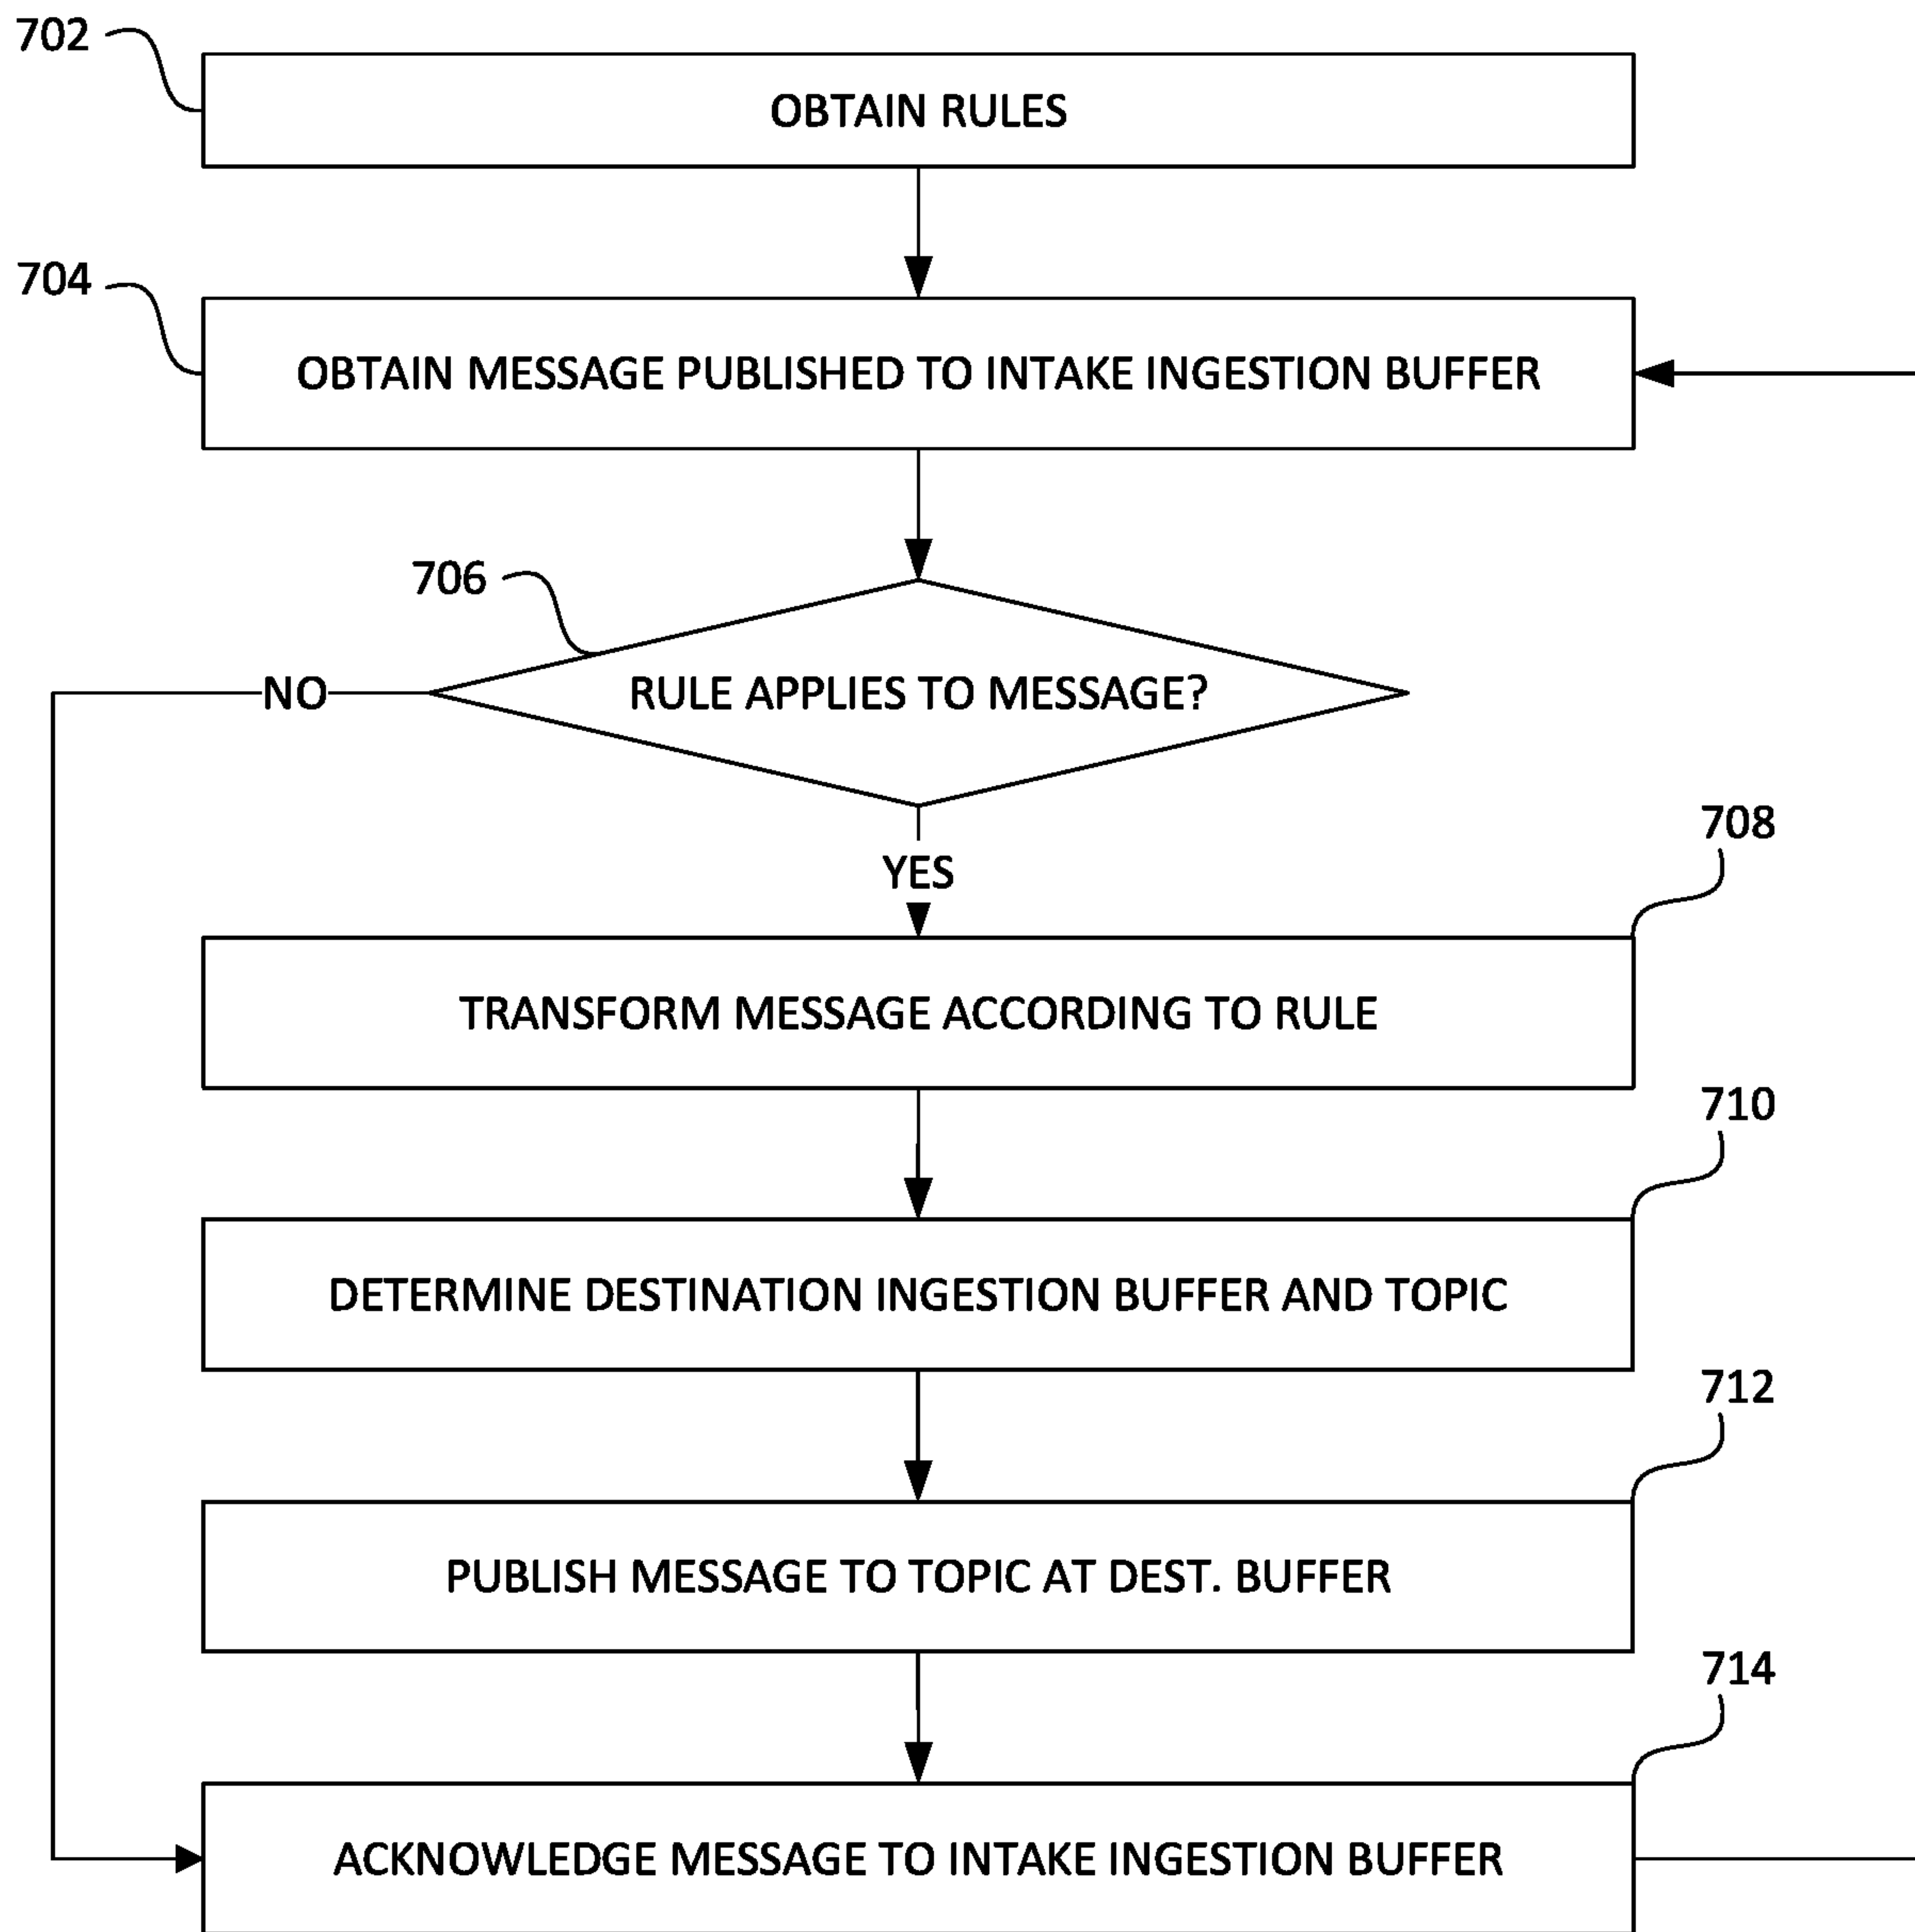 702
OBTAIN RULES
704
OBTAIN MESSAGE PUBLISHED TO INTAKE INGESTION BUFFER
706
RULE APPLIES TO MESSAGE?
NO
YES
708
TRANSFORM MESSAGE ACCORDING TO RULE
710
DETERMINE DESTINATION INGESTION BUFFER AND TOPIC
712
PUBLISH MESSAGE TO TOPIC AT DEST. BUFFER
714
ACKNOWLEDGE MESSAGE TO INTAKE INGESTION BUFFER